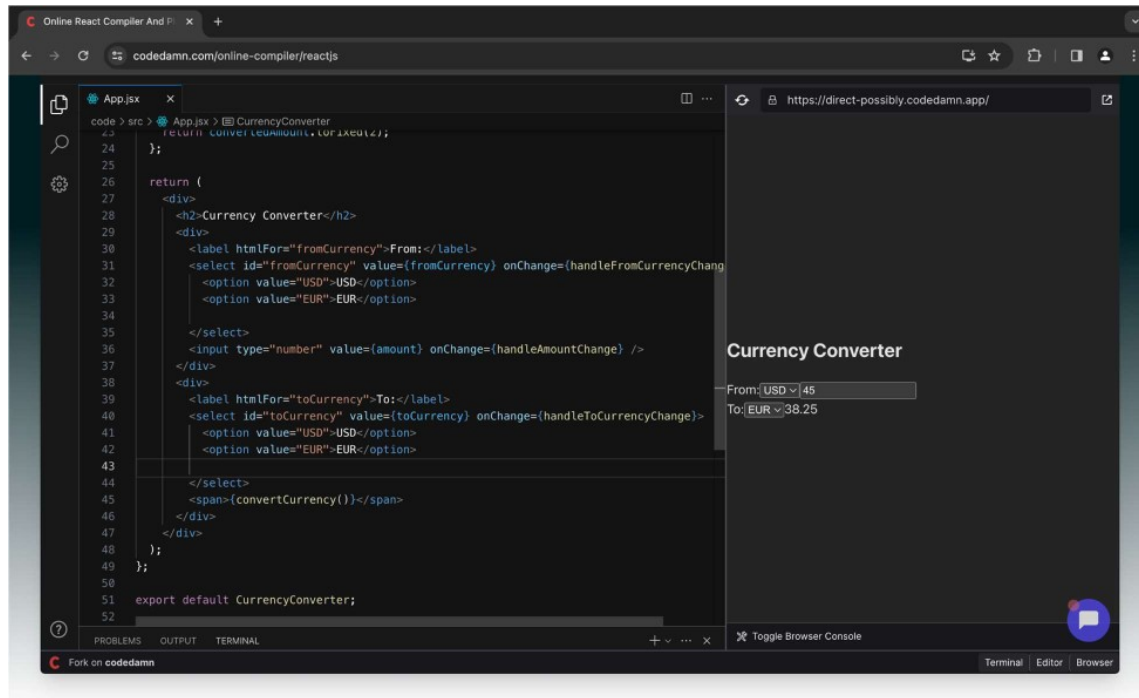 Online React Compiler And Pl
codedamn.com/online-compiler/reactjs
App.jsx
code > src > App.jsx > CurrencyConverter
https://direct-possibly.codedamn.app/
23 return convertedAmount.toFixed(2);
24 };
25
26 return (
27 <div>
28 <h2>Currency Converter</h2>
29 <div>
30 <label htmlFor="fromCurrency">From:</label>
31 <select id="fromCurrency" value={fromCurrency} onChange={handleFromCurrencyChang
32 <option value="USD">USD</option>
33 <option value="EUR">EUR</option>
34
35 </select>
36 <input type="number" value={amount} onChange={handleAmountChange} />
37 </div>
38 <div>
39 <label htmlFor="toCurrency">To:</label>
40 <select id="toCurrency" value={toCurrency} onChange={handleToCurrencyChange}>
41 <option value="USD">USD</option>
42 <option value="EUR">EUR</option>
43
44 </select>
45 <span>{convertCurrency()}</span>
46 </div>
47 </div>
48 );
49 };
50
51 export default CurrencyConverter;
52
PROBLEMS OUTPUT TERMINAL
Currency Converter
From: USD 45
To: EUR 38.25
Toggle Browser Console
Fork on codedamn
Terminal Editor Browser